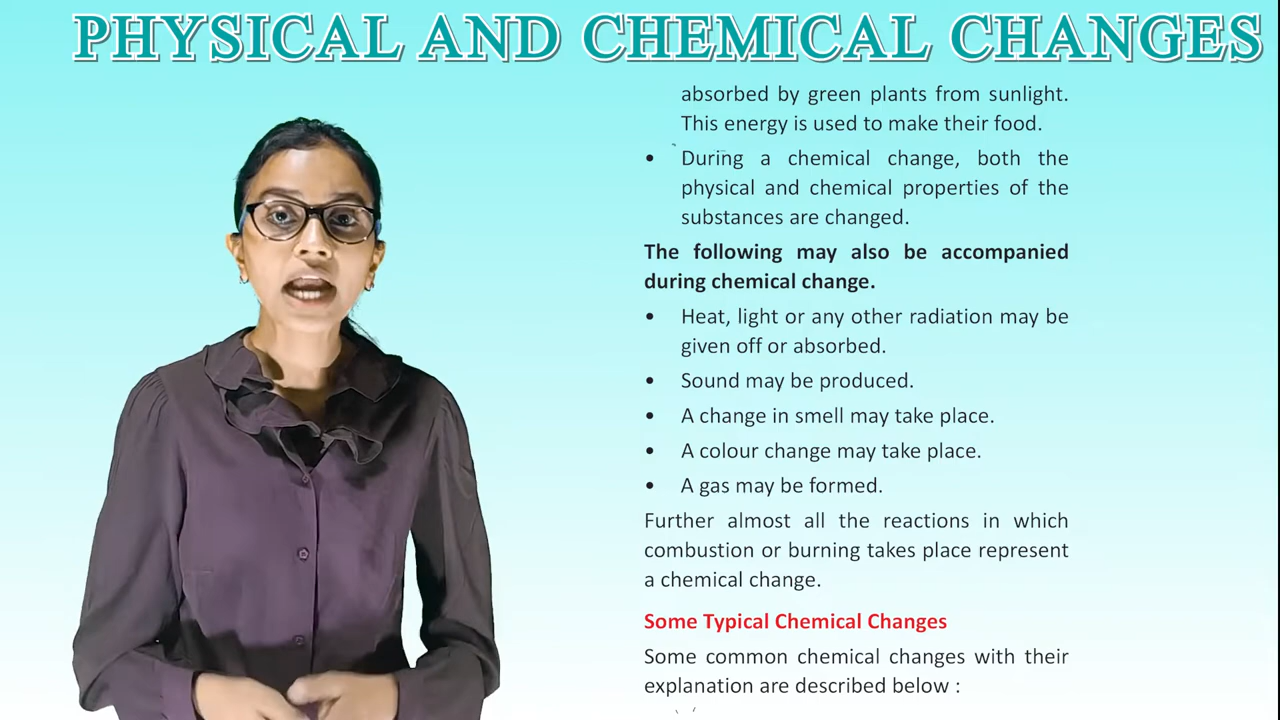 PHYSICAL AND CHEMICAL CHANGES
absorbed by green plants from sunlight.
This energy is used to make their food.
• During a chemical change, both the
physical and chemical properties of the
substances are changed.
The following may also be accompanied
during chemical change.
• Heat, light or any other radiation may be
given off or absorbed.
• Sound may be produced.
• A change in smell may take place.
• A colour change may take place.
• A gas may be formed.
Further almost all the reactions in which
combustion or burning takes place represent
a chemical change.
Some Typical Chemical Changes
Some common chemical changes with their
explanation are described below :